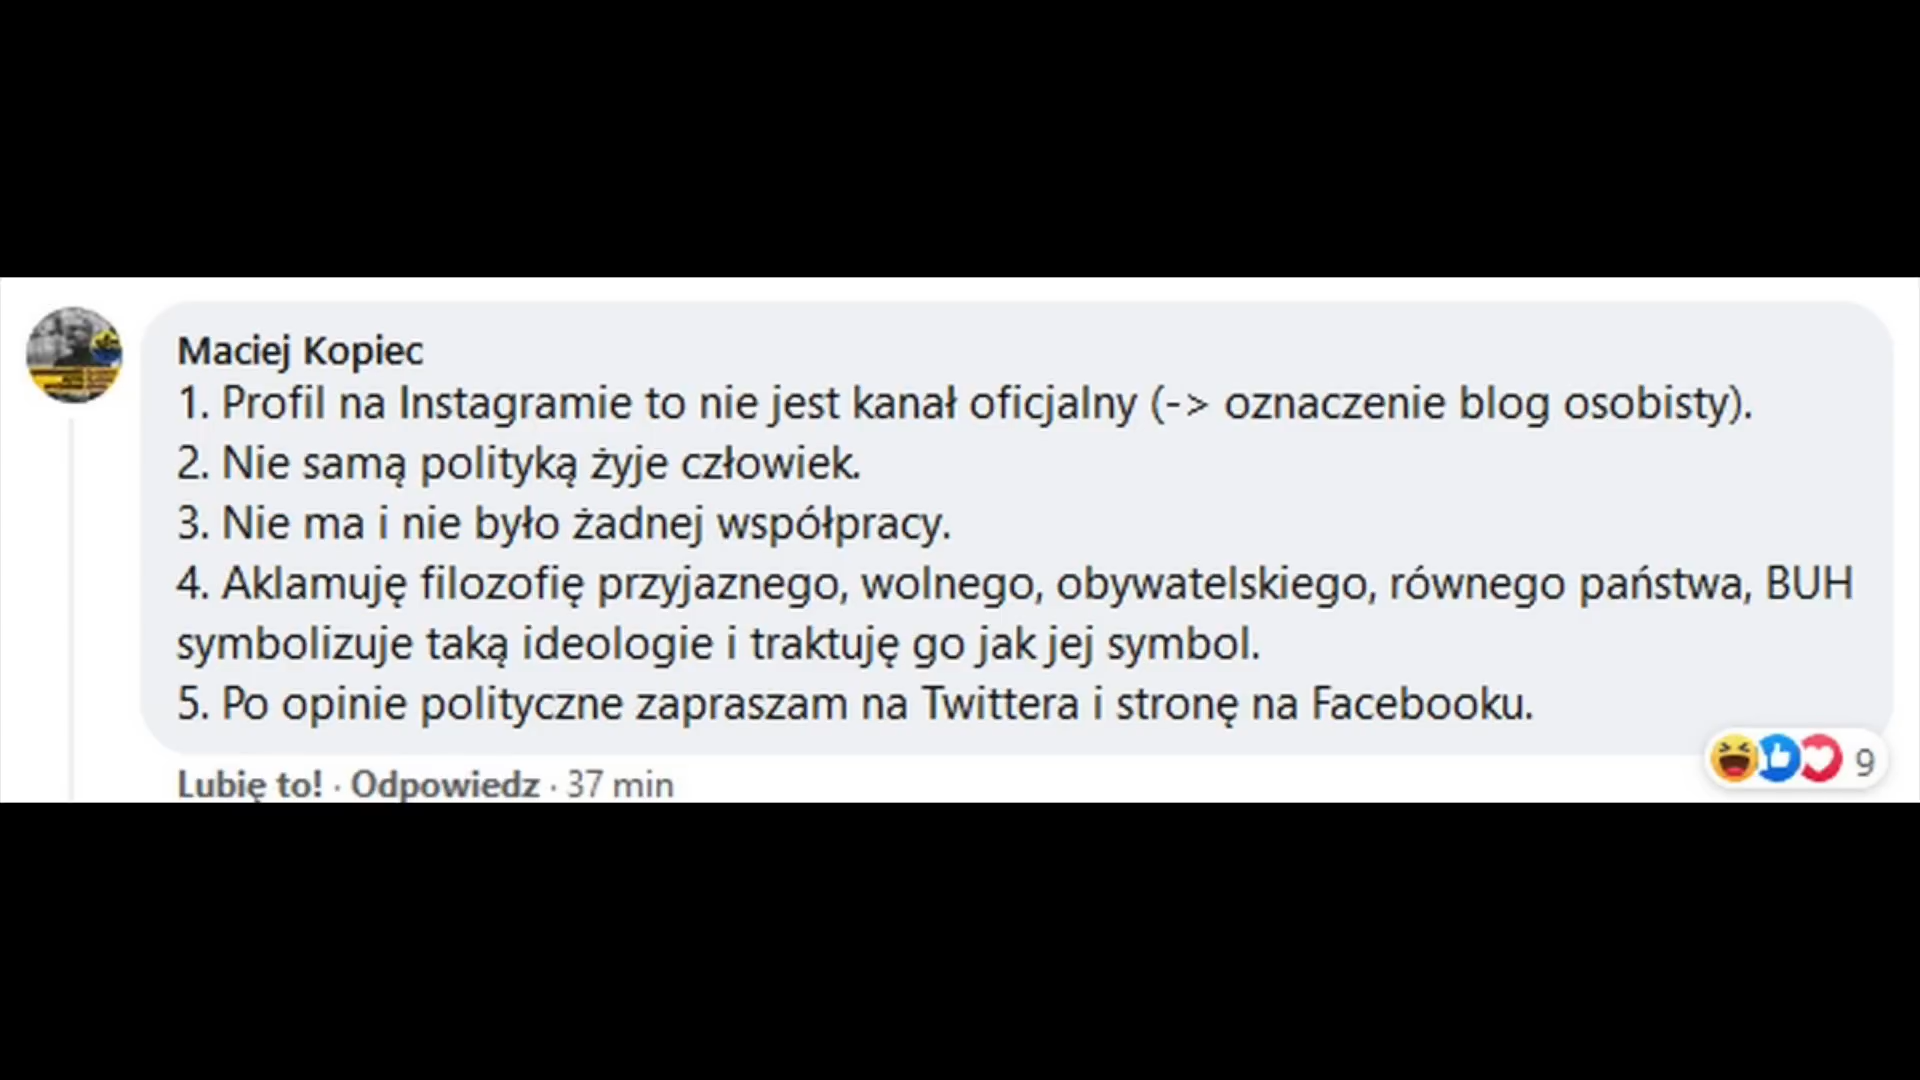 Maciej Kopiec
1. Profil na Instagramie to nie jest kanał oficjalny (-> oznaczenie blog osobisty).
2. Nie samą polityką żyje człowiek.
3. Nie ma i nie było żadnej współpracy.
4. Aklamuję filozofię przyjaznego, wolnego, obywatelskiego, równego państwa, BUH
symbolizuje taką ideologie i traktuję go jak jej symbol.
5. Po opinie polityczne zapraszam na Twittera i stronę na Facebooku.
Lubię to! · Odpowiedz · 37 min
9